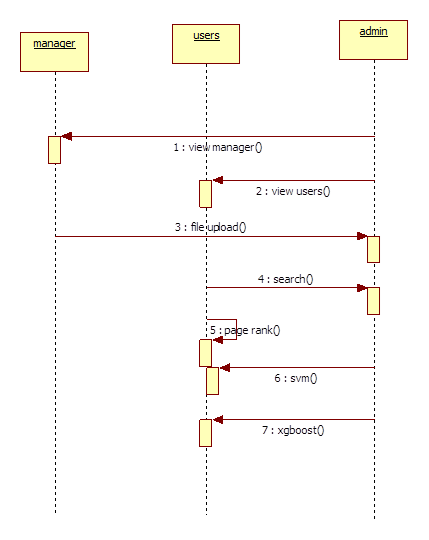 manager
users
admin
1 : view manager()
2 : view users()
3 : file upload()
4 : search()
5 : page rank()
6 : svm()
7 : xgboost()